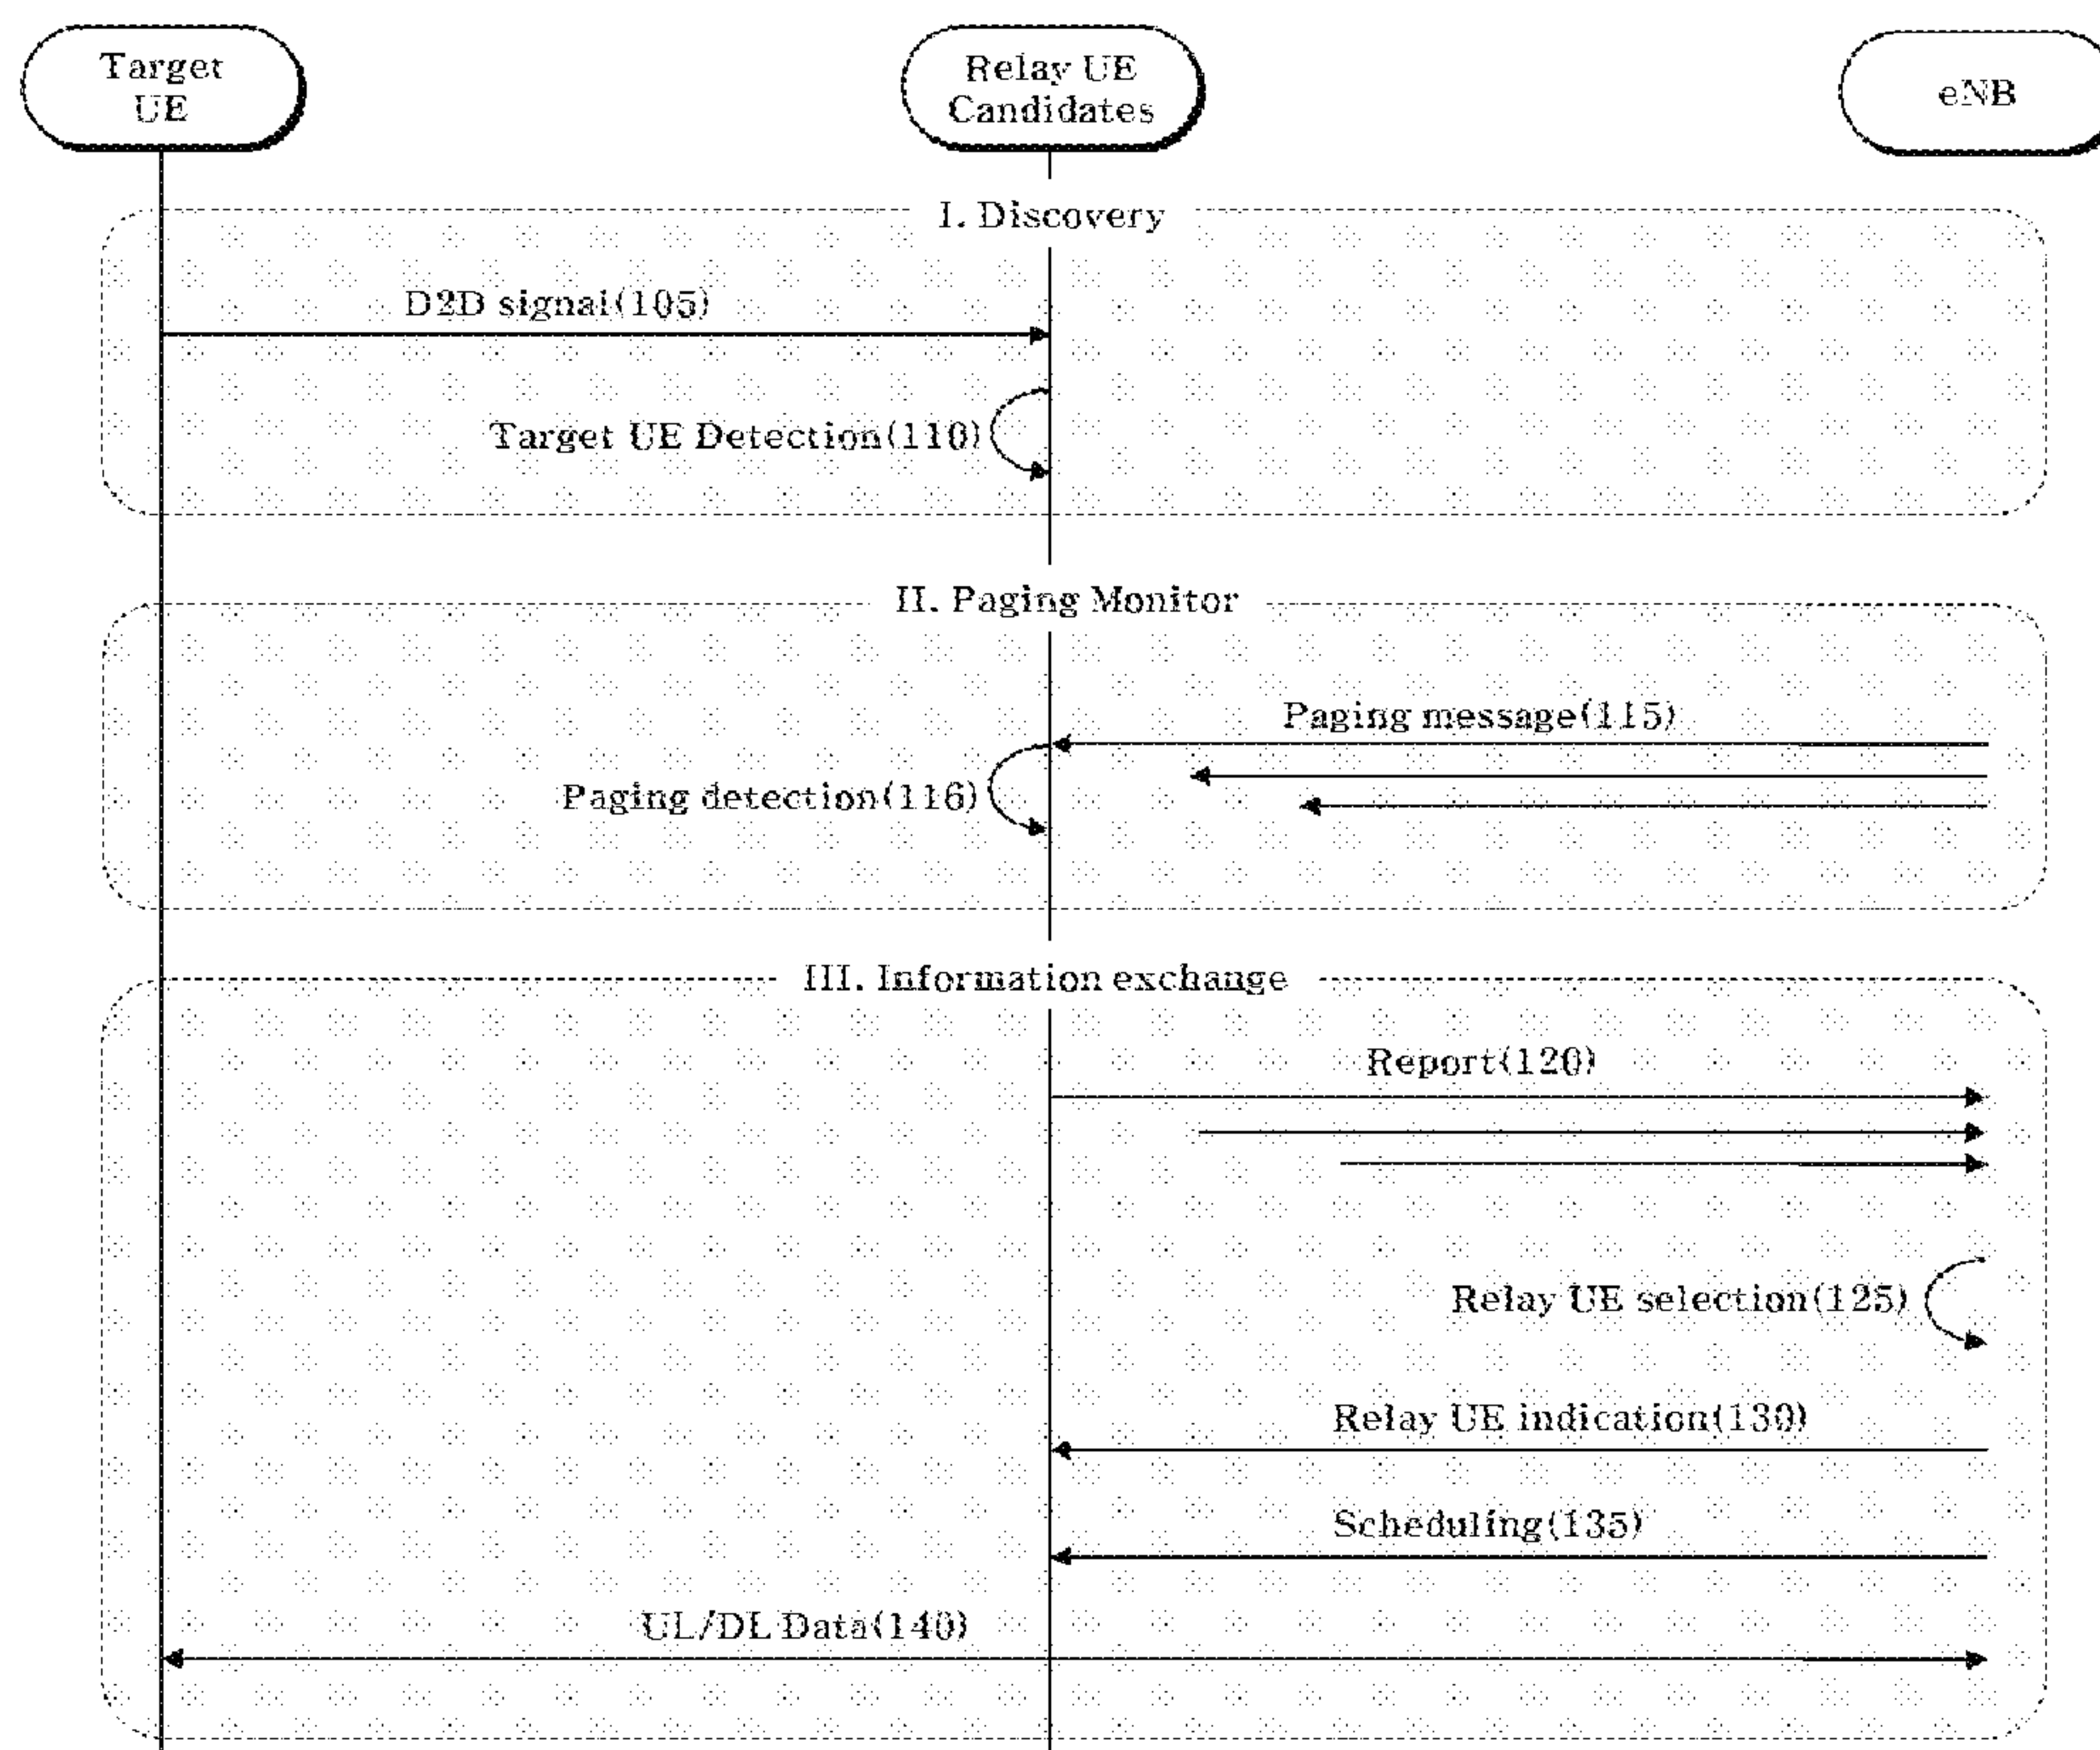 Target
UE
Relay UE
Candidates
eNB
I. Discovery
D2D signal(105)
Target UE Detection(110)
II. Paging Monitor
Paging message(115)
Paging detection(116)
III. Information exchange
Report(120)
Relay UE selection(125)
Relay UE indication(130)
Scheduling(135)
UL/DL Data(140)